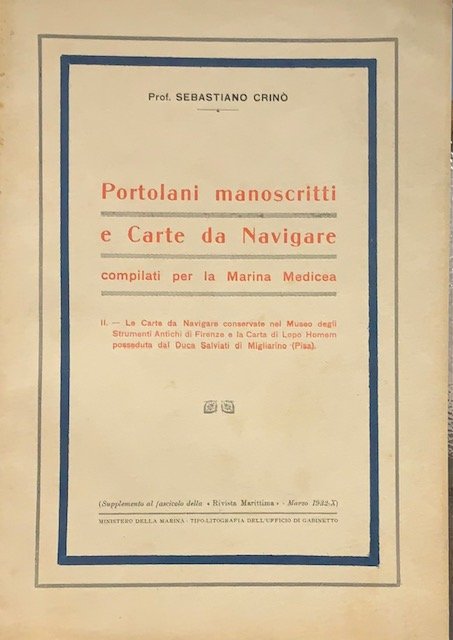 Prof. SEBASTIANO CRINÒ
Portolani manoscritti
e Carte da Navigare
compilati per la Marina Medicea
II. — Le Carte da Navigare conservate nel Museo degli
Strumenti Antichi di Firenze e la Carta di Lopo Homem
posseduta dal Duca Salviati di Migliarino (Pisa).
(Supplemento al fascicolo della « Rivista Marittima » - Marzo 1932-X)
MINISTERO DELLA MARINA - TIPO-LITOGRAFIA DELL'UFFICIO DI GABINETTO